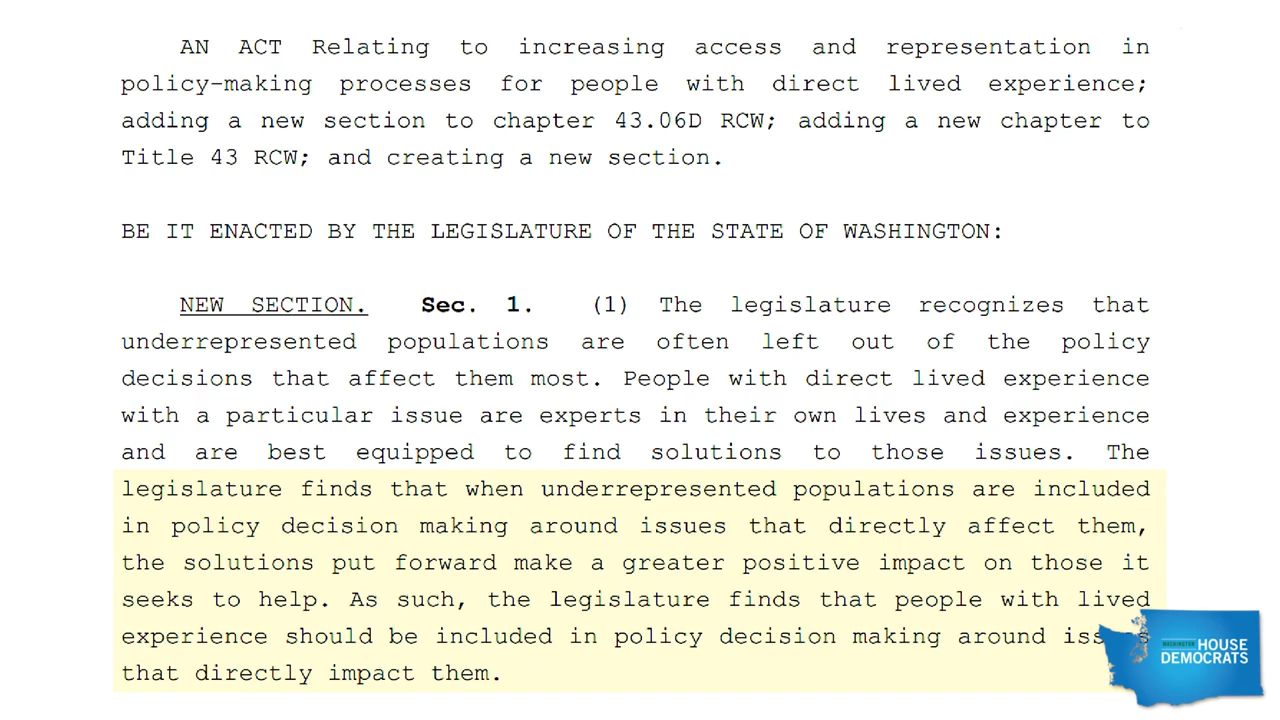 AN ACT Relating to increasing access and representation in
policy-making processes for people with direct lived experience;
adding a new section to chapter 43.06D RCW; adding a new chapter to
Title 43 RCW; and creating a new section.
BE IT ENACTED BY THE LEGISLATURE OF THE STATE OF WASHINGTON:
NEW SECTION. Sec. 1. (1) The legislature recognizes that
underrepresented populations are often left out of the policy
decisions that affect them most. People with direct lived experience
with a particular issue are experts in their own lives and experience
and are best equipped to find solutions to those issues. The
legislature finds that when underrepresented populations are included
in policy decision making around issues that directly affect them,
the solutions put forward make a greater positive impact on those it
seeks to help. As such, the legislature finds that people with lived
experience should be included in policy decision making around
that directly impact them.
WASHINGTON
HOUSE
DEMOCRATS